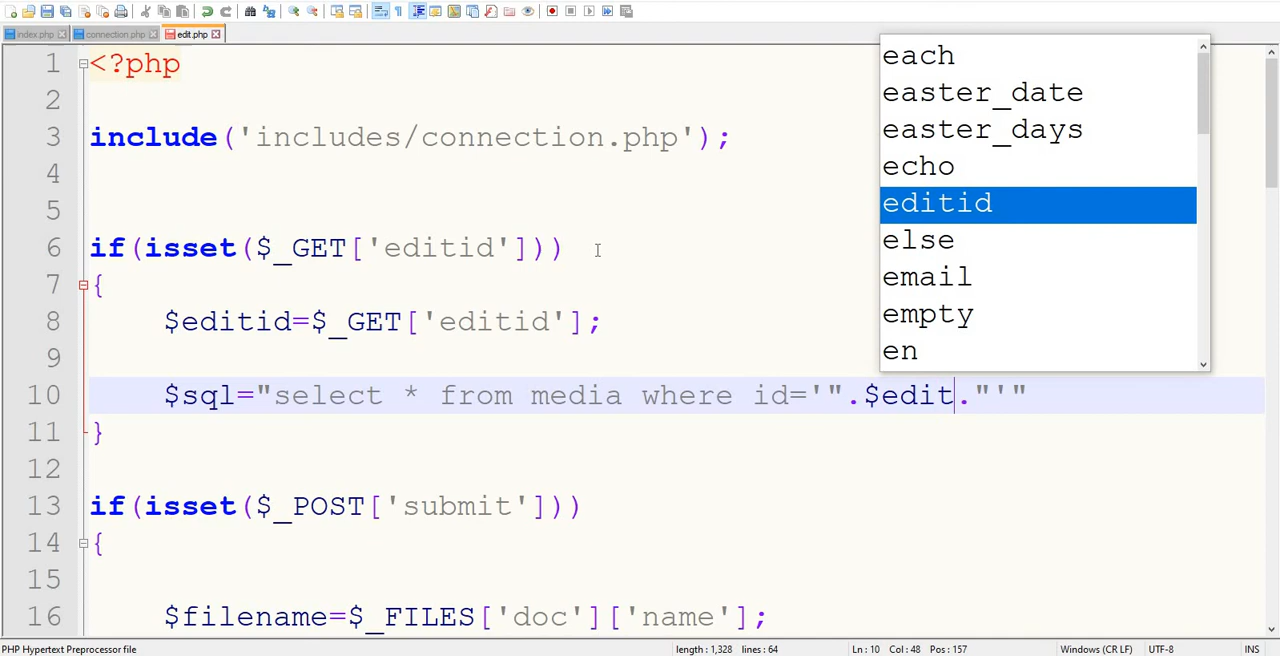 index.php connection.php edit.php
1 <?php
2
3 include('includes/connection.php');
4
5
6 if(isset($_GET['editid']))
7 {
8 $editid=$_GET['editid'];
9
10 $sql="select * from media where id='".$edit."'"
11 }
12
13 if(isset($_POST['submit']))
14 {
15
16 $filename=$_FILES['doc']['name'];
each
easter_date
easter_days
echo
editid
else
email
empty
en
PHP Hypertext Preprocessor file length : 1,328 lines : 64 Ln : 10 Col : 48 Pos : 157 Windows (CR LF) UTF-8 INS